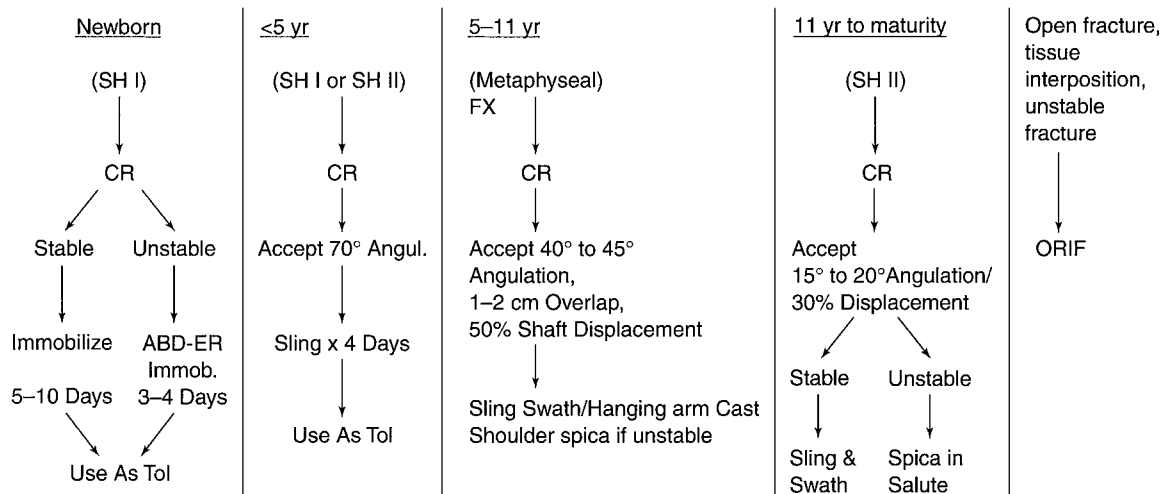 Newborn
(SH I)
CR
Stable Unstable
Immobilize ABD-ER
Immob.
5–10 Days 3–4 Days
Use As Tol
<5 yr
(SH I or SH II)
CR
Accept 70° Angul.
Sling x 4 Days
Use As Tol
5–11 yr
(Metaphyseal)
FX
CR
Accept 40° to 45°
Angulation,
1–2 cm Overlap,
50% Shaft Displacement
Sling Swath/Hanging arm Cast
Shoulder spica if unstable
11 yr to maturity
(SH II)
CR
Accept
15° to 20°Angulation/
30% Displacement
Stable Unstable
Sling & Spica in
Swath Salute
Open fracture,
tissue
interposition,
unstable
fracture
ORIF